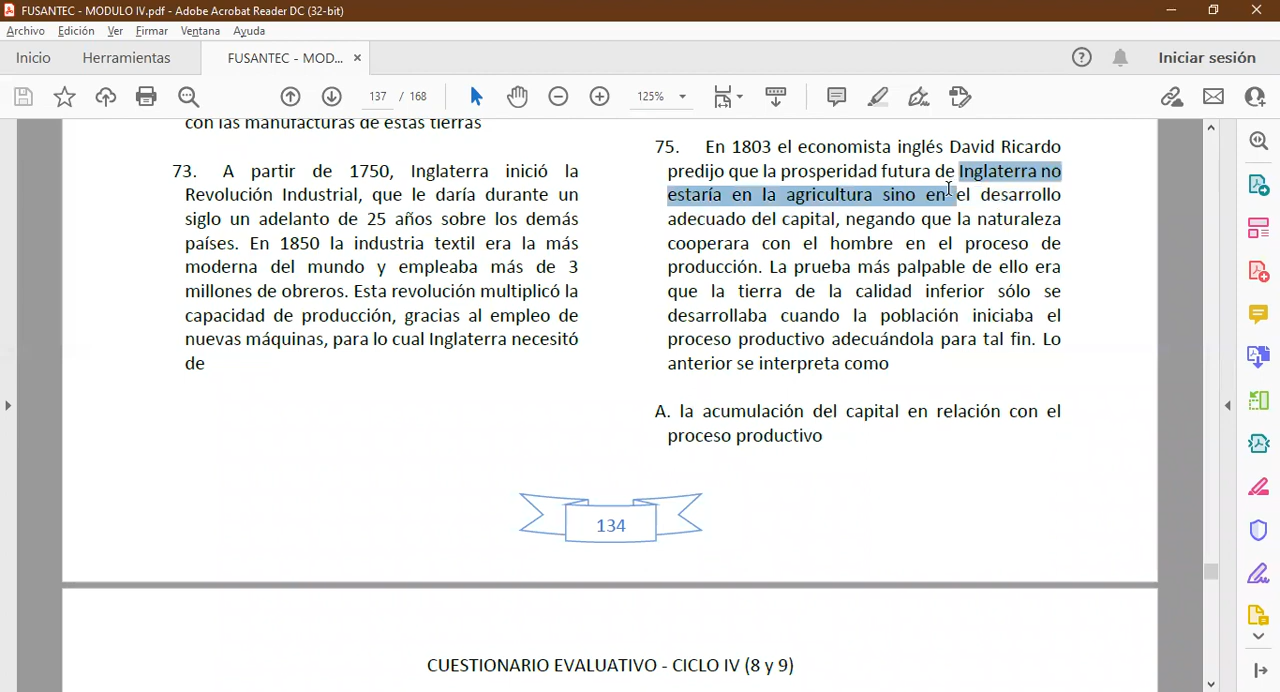 FUSANTEC - MODULO IV.pdf - Adobe Acrobat Reader DC (32-bit)
Archivo Edición Ver Firmar Ventana Ayuda
Inicio Herramientas FUSANTEC - MOD... × Iniciar sesión
137 / 168 125%
con las manufacturas de estas tierras
73. A partir de 1750, Inglaterra inició la
Revolución Industrial, que le daría durante un
siglo un adelanto de 25 años sobre los demás
países. En 1850 la industria textil era la más
moderna del mundo y empleaba más de 3
millones de obreros. Esta revolución multiplicó la
capacidad de producción, gracias al empleo de
nuevas máquinas, para lo cual Inglaterra necesitó
de
75. En 1803 el economista inglés David Ricardo
predijo que la prosperidad futura de Inglaterra no
estaría en la agricultura sino en el desarrollo
adecuado del capital, negando que la naturaleza
cooperara con el hombre en el proceso de
producción. La prueba más palpable de ello era
que la tierra de la calidad inferior sólo se
desarrollaba cuando la población iniciaba el
proceso productivo adecuándola para tal fin. Lo
anterior se interpreta como
A. la acumulación del capital en relación con el
proceso productivo
134
CUESTIONARIO EVALUATIVO - CICLO IV (8 y 9)